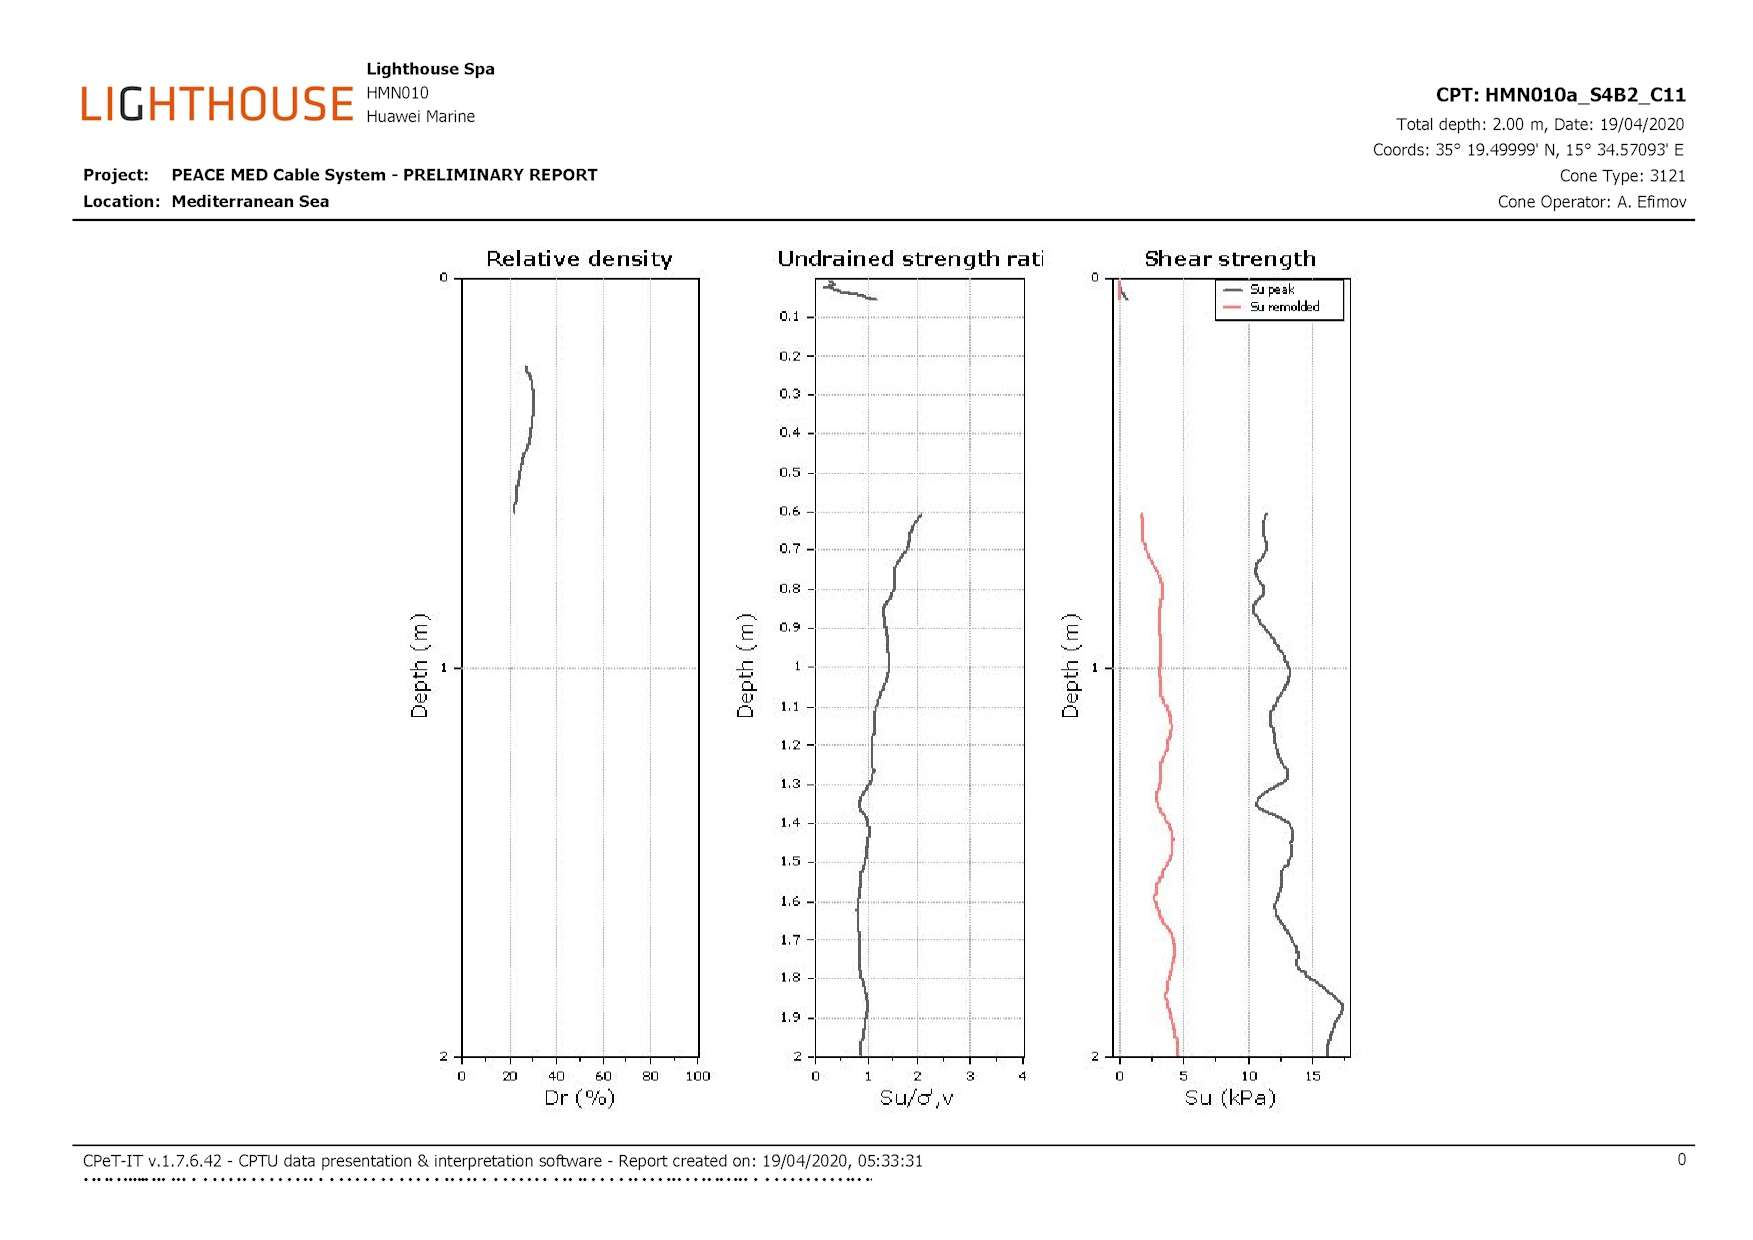 LIGHTHOUSE
Lighthouse Spa
HMN010
Huawei Marine
CPT: HMN010a_S4B2_C11
Total depth: 2.00 m, Date: 19/04/2020
Coords: 35° 19.49999' N, 15° 34.57093' E
Cone Type: 3121
Cone Operator: A. Efimov
Project: PEACE MED Cable System - PRELIMINARY REPORT
Location: Mediterranean Sea
Relative density
0
1
2
Depth (m)
0 20 40 60 80 100
Dr (%)
Undrained strength rati
0.1
0.2
0.3
0.4
0.5
0.6
0.7
0.8
0.9
1
1.1
1.2
1.3
1.4
1.5
1.6
1.7
1.8
1.9
2
Depth (m)
0 1 2 3 4
Su/σ',v
Shear strength
Su peak
Su remolded
0
1
2
Depth (m)
0 5 10 15
Su (kPa)
CPeT-IT v.1.7.6.42 - CPTU data presentation & interpretation software - Report created on: 19/04/2020, 05:33:31
0